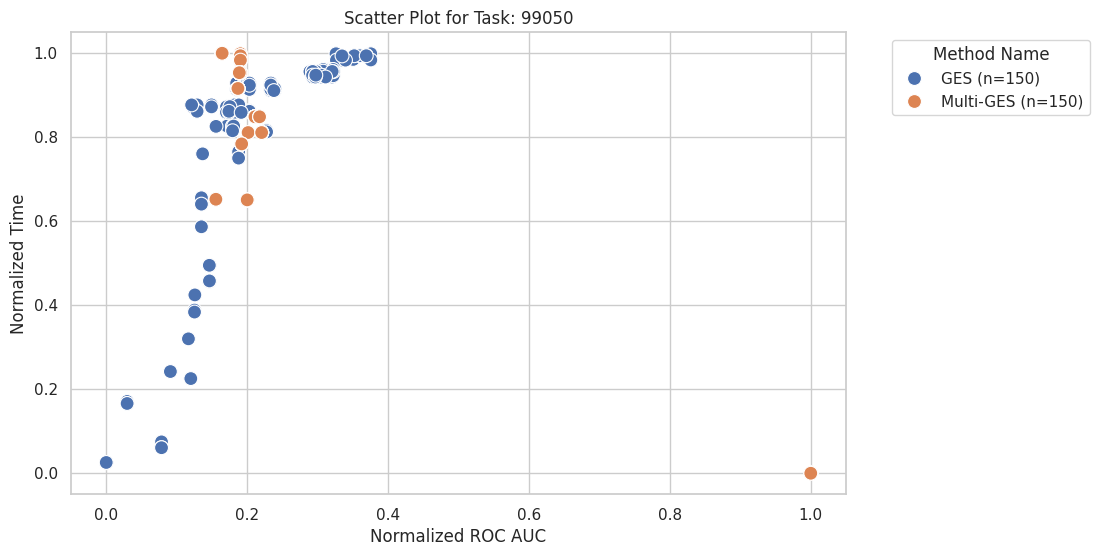 Scatter Plot for Task: 99050
Method Name
GES (n=150)
Multi-GES (n=150)
Normalized Time
1.0
0.8
0.6
0.4
0.2
0.0
0.0 0.2 0.4 0.6 0.8 1.0
Normalized ROC AUC